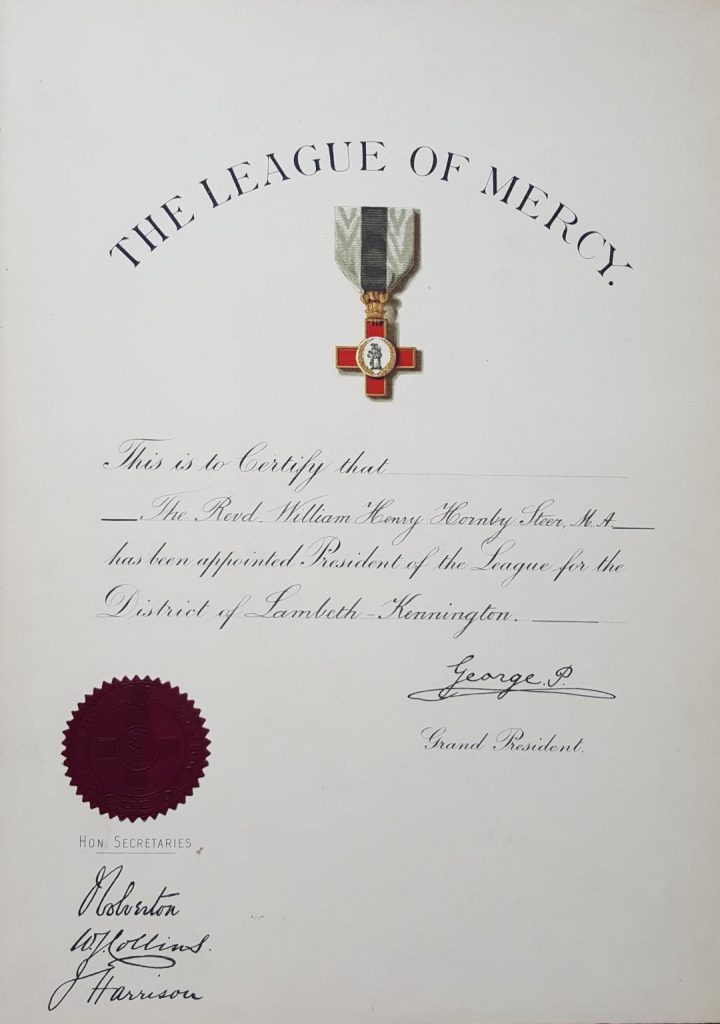 THE LEAGUE OF MERCY.
This is to Certify that
The Revd. William Henry Hornby Steer, M.A.
has been appointed President of the League for the
District of Lambeth-Kennington.
George. P.
Grand President.
HON. SECRETARIES
Wolverton
W J Collins.
J Harrison